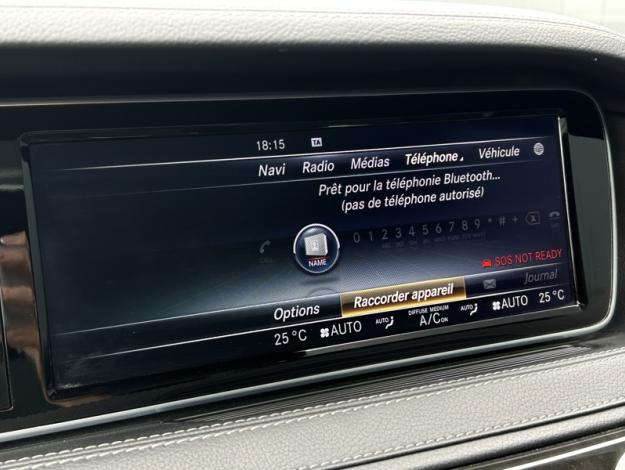 18:15 TA
Navi Radio Médias Téléphone Véhicule
Prêt pour la téléphonie Bluetooth...
(pas de téléphone autorisé)
CALL 0 1 2 3 4 5 6 7 8 9 * # +
NAME
SOS NOT READY
Options Raccorder appareil Journal
25°C AUTO AUTO DIFFUSE MEDIUM AUTO AUTO 25°C
A/C ON